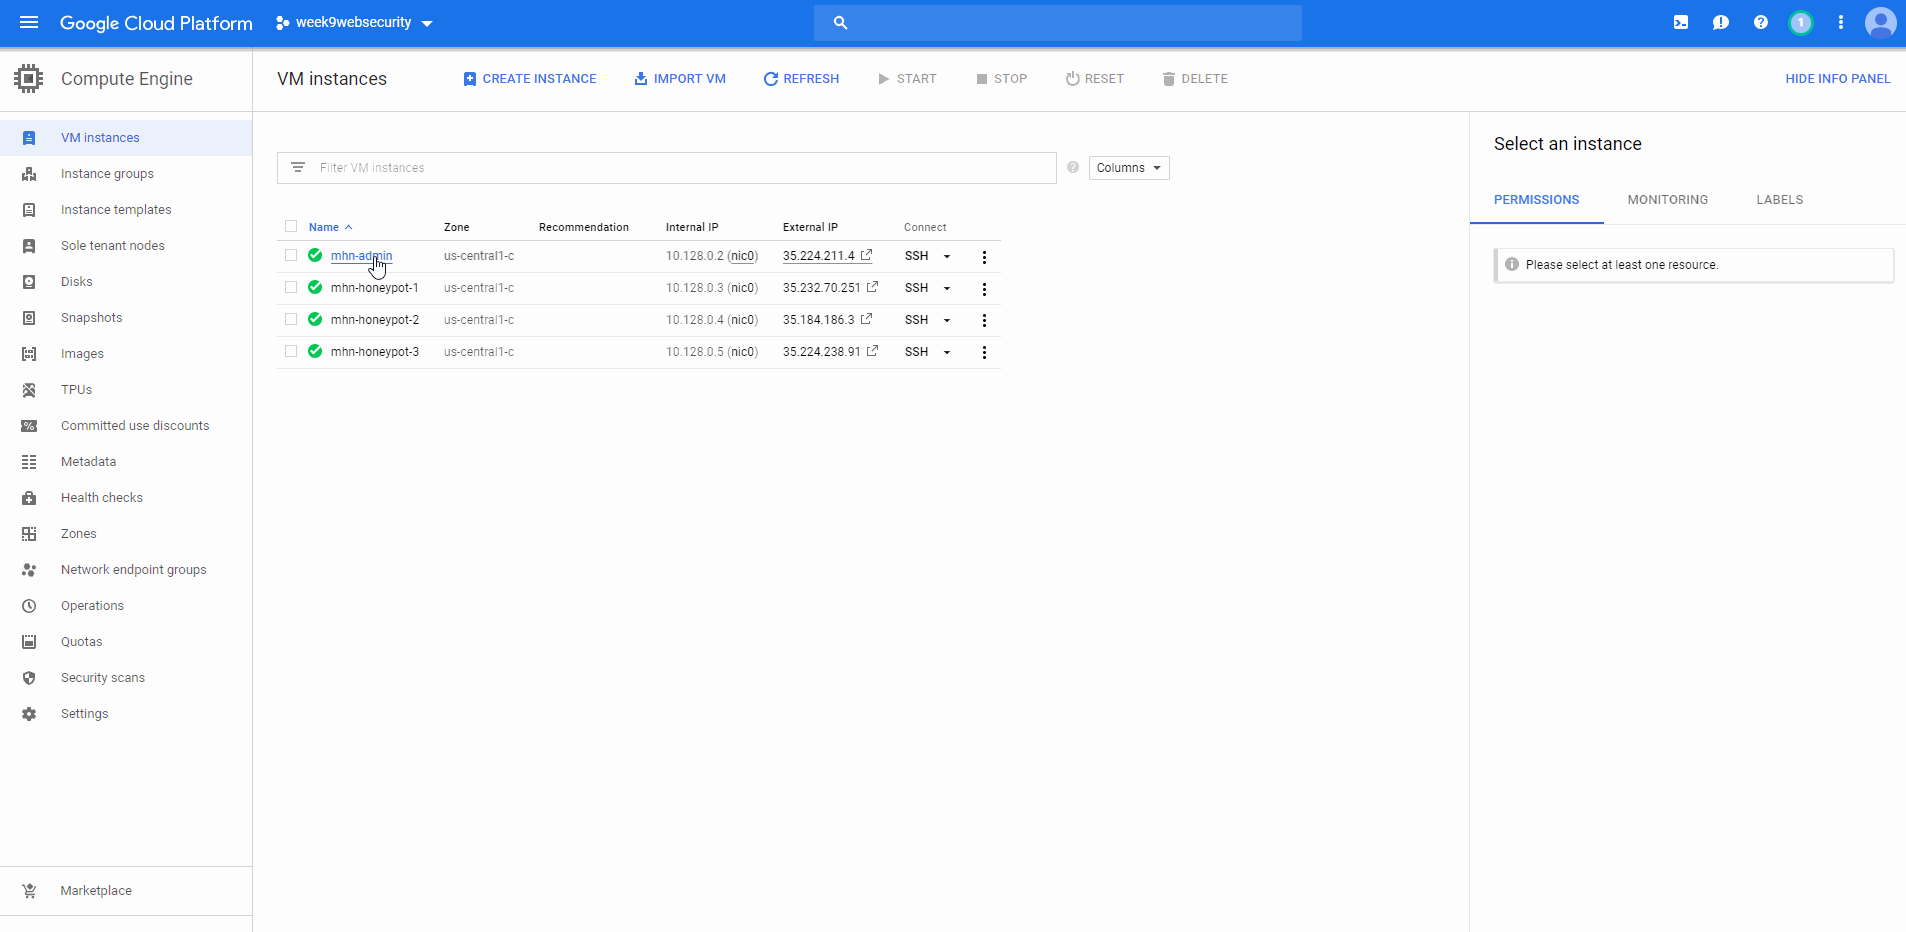 Google Cloud Platform week9websecurity 1
Compute Engine
VM instances CREATE INSTANCE IMPORT VM REFRESH START STOP RESET DELETE HIDE INFO PANEL
VM instances
Instance groups
Instance templates
Sole tenant nodes
Disks
Snapshots
Images
TPUs
Committed use discounts
Metadata
Health checks
Zones
Network endpoint groups
Operations
Quotas
Security scans
Settings
Marketplace
Filter VM instances Columns
Name Zone Recommendation Internal IP External IP Connect
mhn-admin us-central1-c 10.128.0.2 (nic0) 35.224.211.4 SSH
mhn-honeypot-1 us-central1-c 10.128.0.3 (nic0) 35.232.70.251 SSH
mhn-honeypot-2 us-central1-c 10.128.0.4 (nic0) 35.184.186.3 SSH
mhn-honeypot-3 us-central1-c 10.128.0.5 (nic0) 35.224.238.91 SSH
Select an instance
PERMISSIONS MONITORING LABELS
Please select at least one resource.